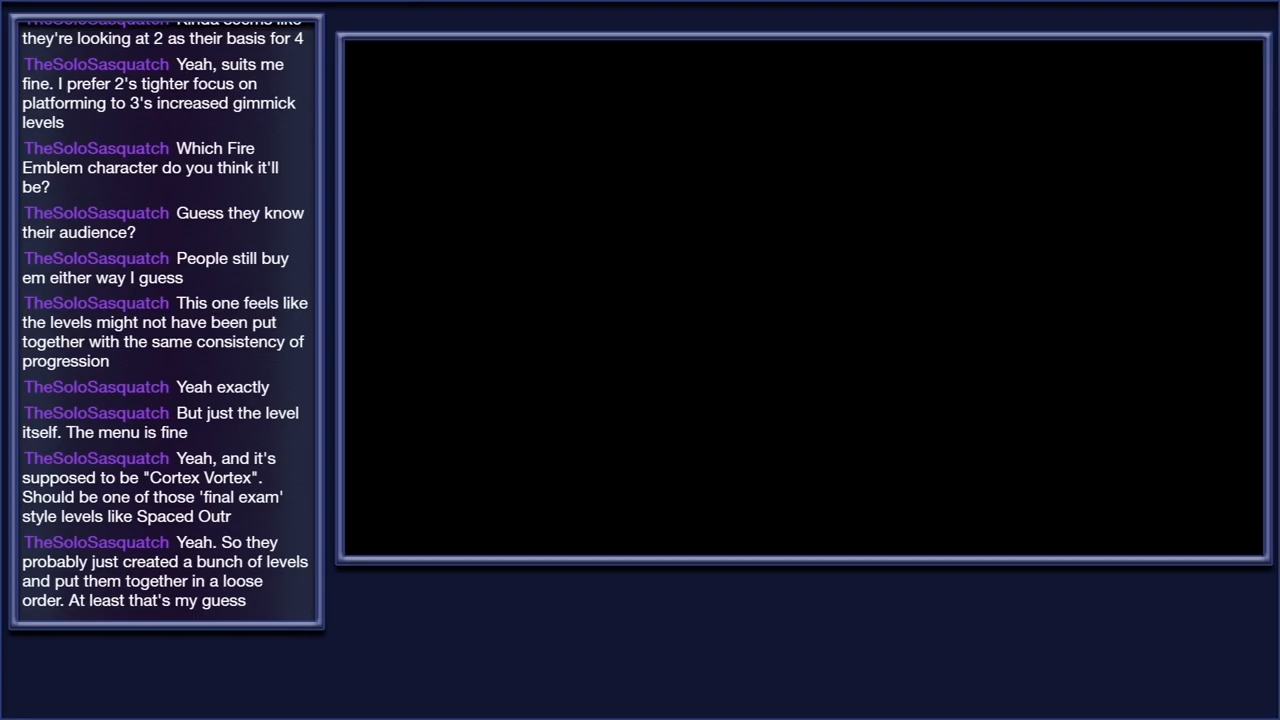 TheSoloSasquatch Kinda seems like
they're looking at 2 as their basis for 4
TheSoloSasquatch Yeah, suits me
fine. I prefer 2's tighter focus on
platforming to 3's increased gimmick
levels
TheSoloSasquatch Which Fire
Emblem character do you think it'll
be?
TheSoloSasquatch Guess they know
their audience?
TheSoloSasquatch People still buy
em either way I guess
TheSoloSasquatch This one feels like
the levels might not have been put
together with the same consistency of
progression
TheSoloSasquatch Yeah exactly
TheSoloSasquatch But just the level
itself. The menu is fine
TheSoloSasquatch Yeah, and it's
supposed to be "Cortex Vortex".
Should be one of those 'final exam'
style levels like Spaced Outr
TheSoloSasquatch Yeah. So they
probably just created a bunch of levels
and put them together in a loose
order. At least that's my guess